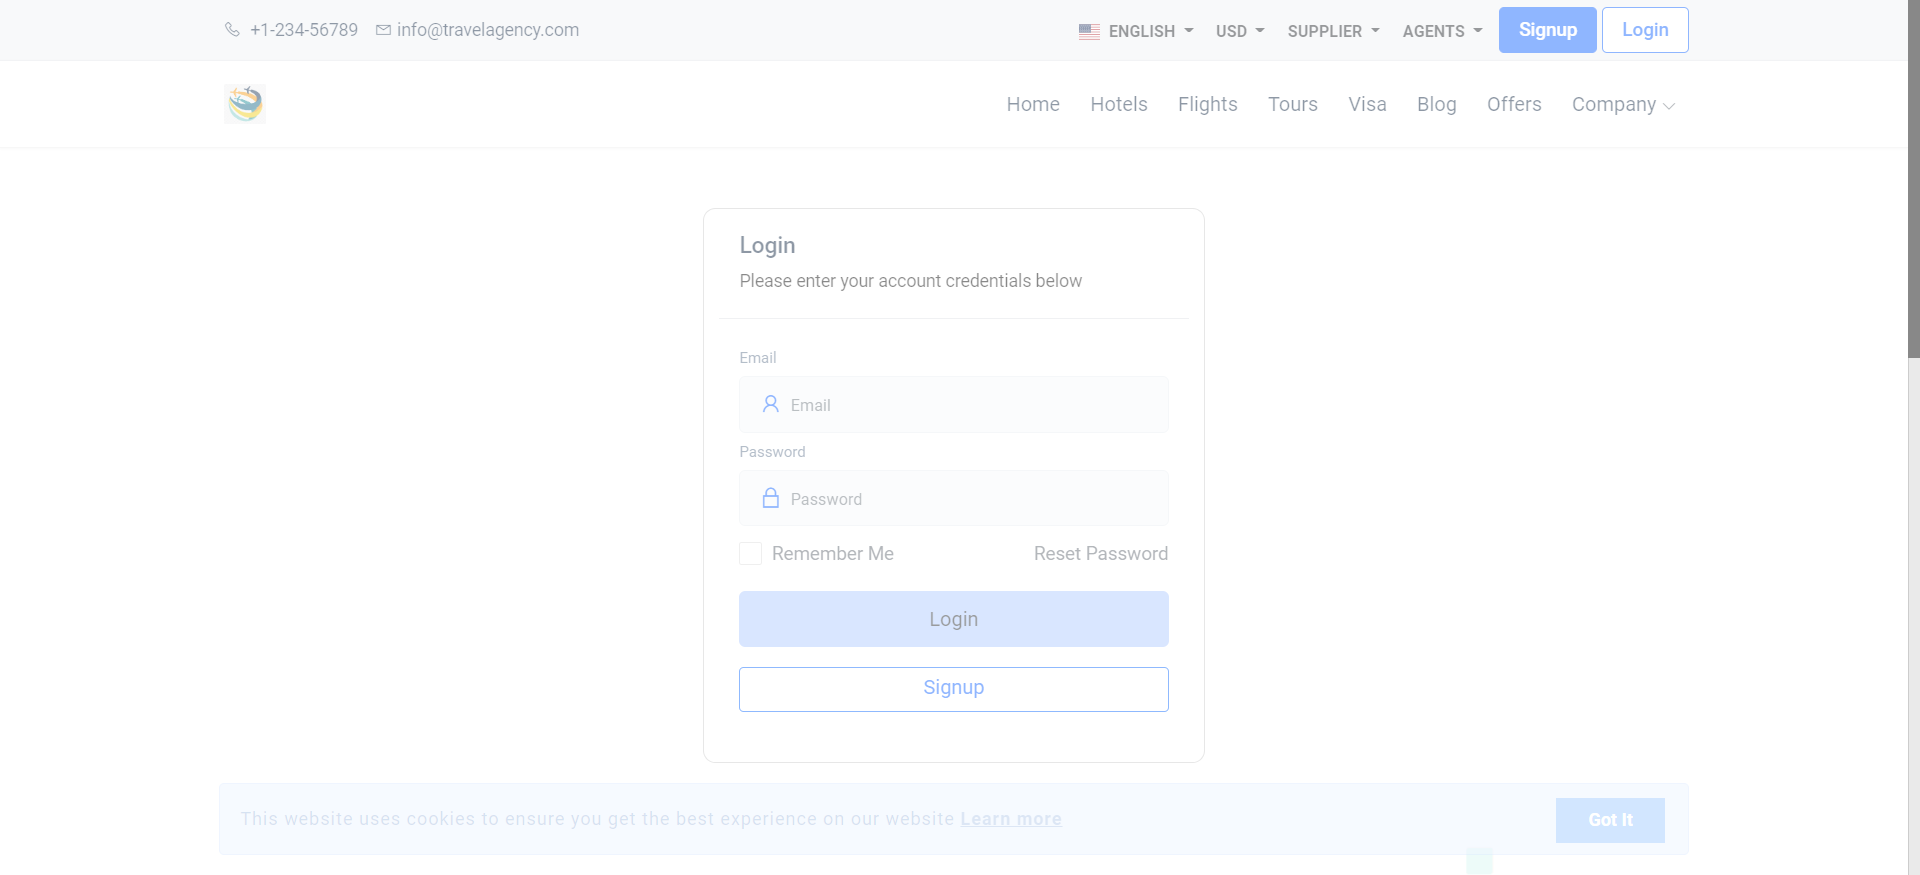 +1-234-56789 info@travelagency.com ENGLISH USD SUPPLIER AGENTS Signup Login
Home Hotels Flights Tours Visa Blog Offers Company
Login
Please enter your account credentials below
Email
Email
Password
Password
Remember Me Reset Password
Login
Signup
This website uses cookies to ensure you get the best experience on our website Learn more Got It